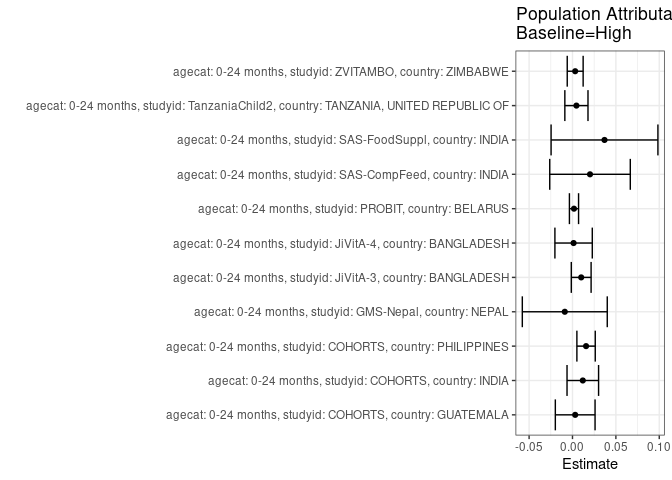 Population Attributa
Baseline=High
agecat: 0-24 months, studyid: ZVITAMBO, country: ZIMBABWE
agecat: 0-24 months, studyid: TanzaniaChild2, country: TANZANIA, UNITED REPUBLIC OF
agecat: 0-24 months, studyid: SAS-FoodSuppl, country: INDIA
agecat: 0-24 months, studyid: SAS-CompFeed, country: INDIA
agecat: 0-24 months, studyid: PROBIT, country: BELARUS
agecat: 0-24 months, studyid: JiVitA-4, country: BANGLADESH
agecat: 0-24 months, studyid: JiVitA-3, country: BANGLADESH
agecat: 0-24 months, studyid: GMS-Nepal, country: NEPAL
agecat: 0-24 months, studyid: COHORTS, country: PHILIPPINES
agecat: 0-24 months, studyid: COHORTS, country: INDIA
agecat: 0-24 months, studyid: COHORTS, country: GUATEMALA
-0.05 0.00 0.05 0.10
Estimate